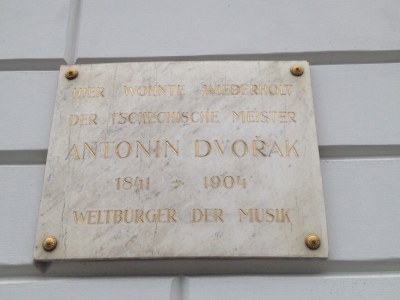 HIER WOHNTE WIEDERHOLT
DER TSCHECHISCHE MEISTER
ANTONIN DVOŘAK
1841 - 1904
WELTBÜRGER DER MUSIK